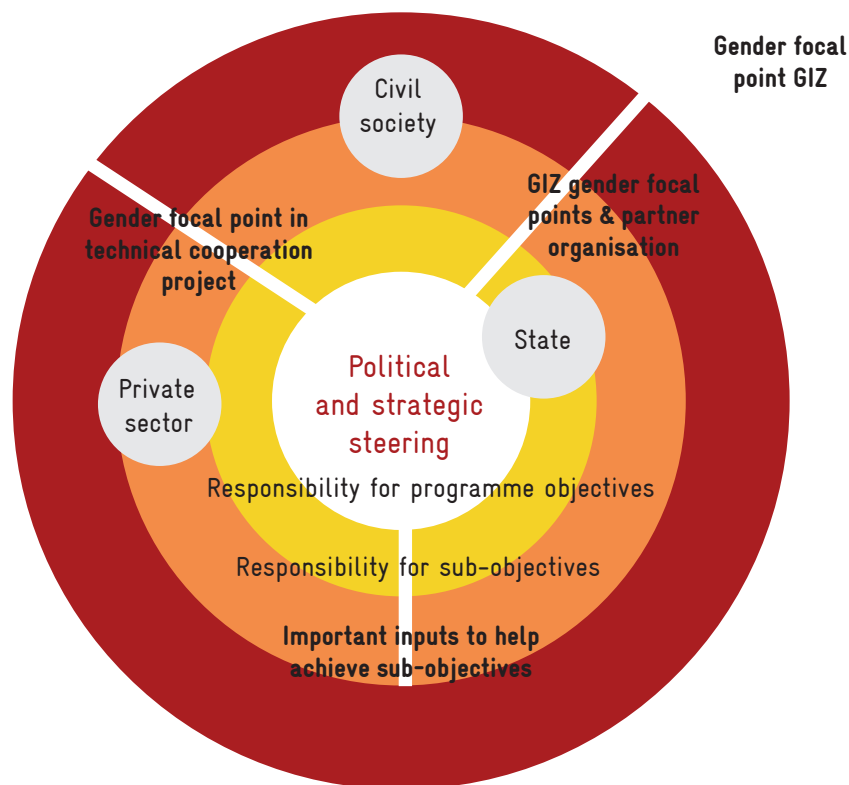 Gender focal
point GIZ
Civil
society
GIZ gender focal
points & partner
organisation
Gender focal point in
technical cooperation
project
State
Private
sector
Political
and strategic
steering
Responsibility for programme objectives
Responsibility for sub-objectives
Important inputs to help
achieve sub-objectives